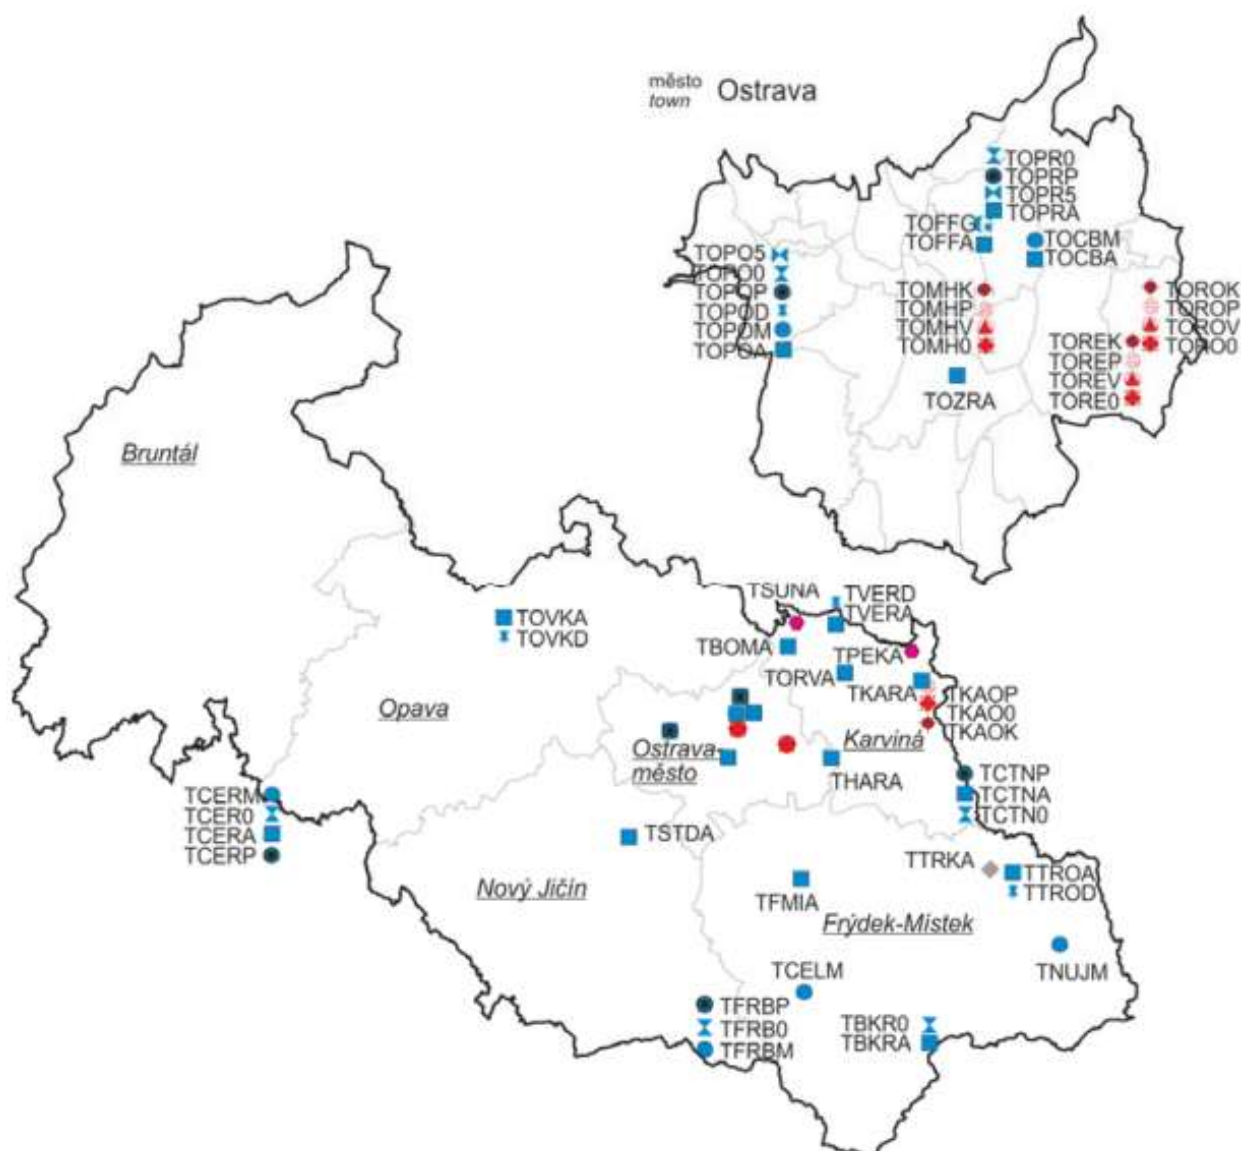 město
town Ostrava
TOPR0
TOPRP
TOPR5
TOPRA
TOFFG
TOFFA
TOCBM
TOCBA
TOPO5
TOPO0
TOPOP
TOPOD
TOPOM
TOPOA
TOMHK
TOMHP
TOMHV
TOMH0
TOROK
TOROP
TOROV
TORO0
TOREK
TOREP
TOREV
TORE0
TOZRA
Bruntál
TSUNA
TVERD
TVERA
TOVKA
TOVKD
TBOMA
TPEKA
TORVA
TKARA
TKAOP
TKAO0
TKAOK
Opava
Ostrava-
město
Karviná
THARA
TCTNP
TCTNA
TCTN0
TCERM
TCER0
TCERA
TCERP
TSTDA
TTRKA
TTROA
TTROD
Nový Jičín
TFMIA
Frýdek-Místek
TCELM
TNUJM
TFRBP
TFRB0
TFRBM
TBKR0
TBKRA